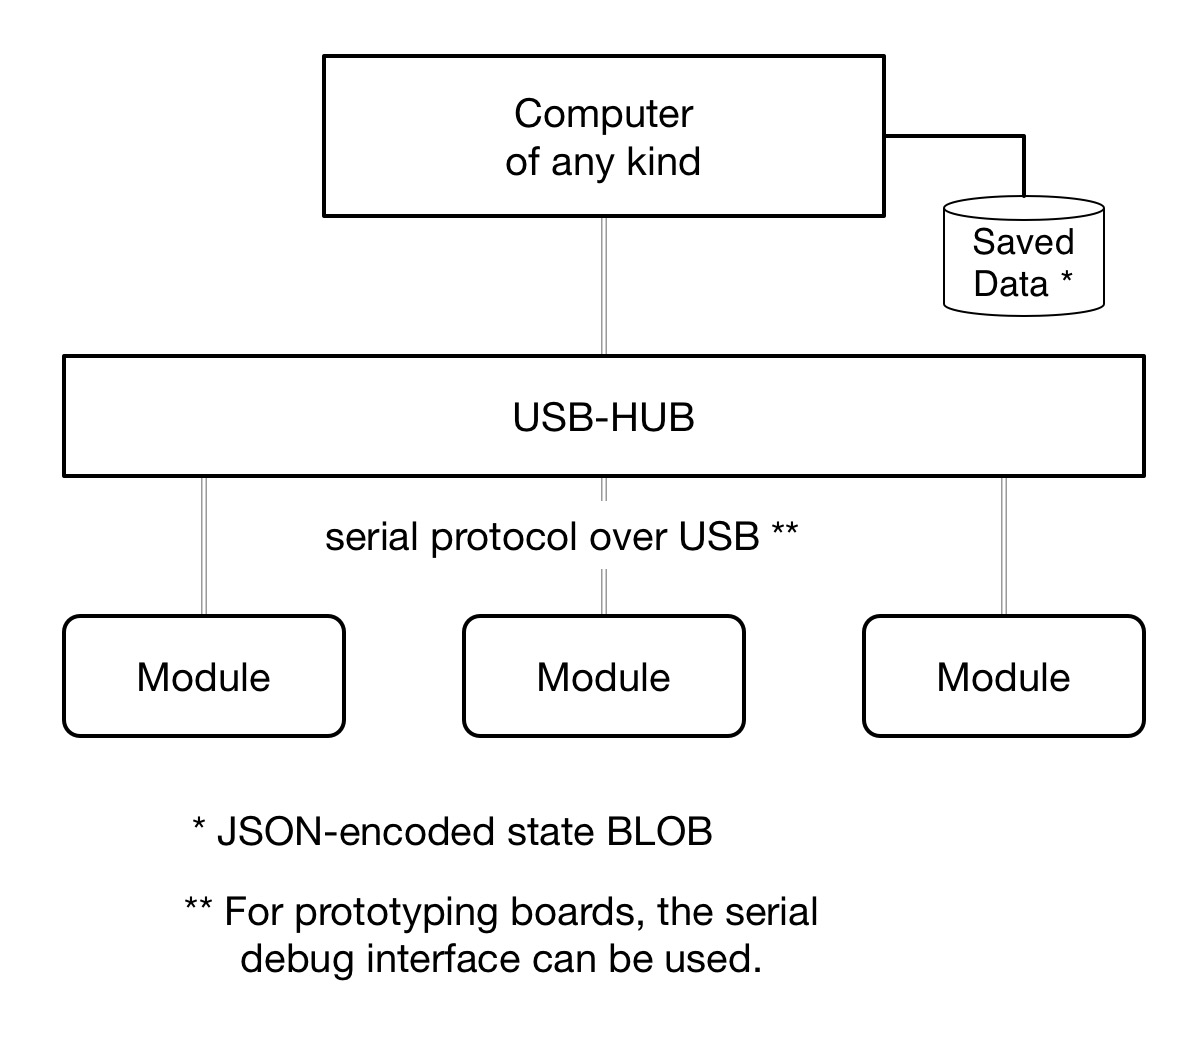 Computer
of any kind
Saved
Data *
USB-HUB
serial protocol over USB **
Module
Module
Module
* JSON-encoded state BLOB
** For prototyping boards, the serial
debug interface can be used.